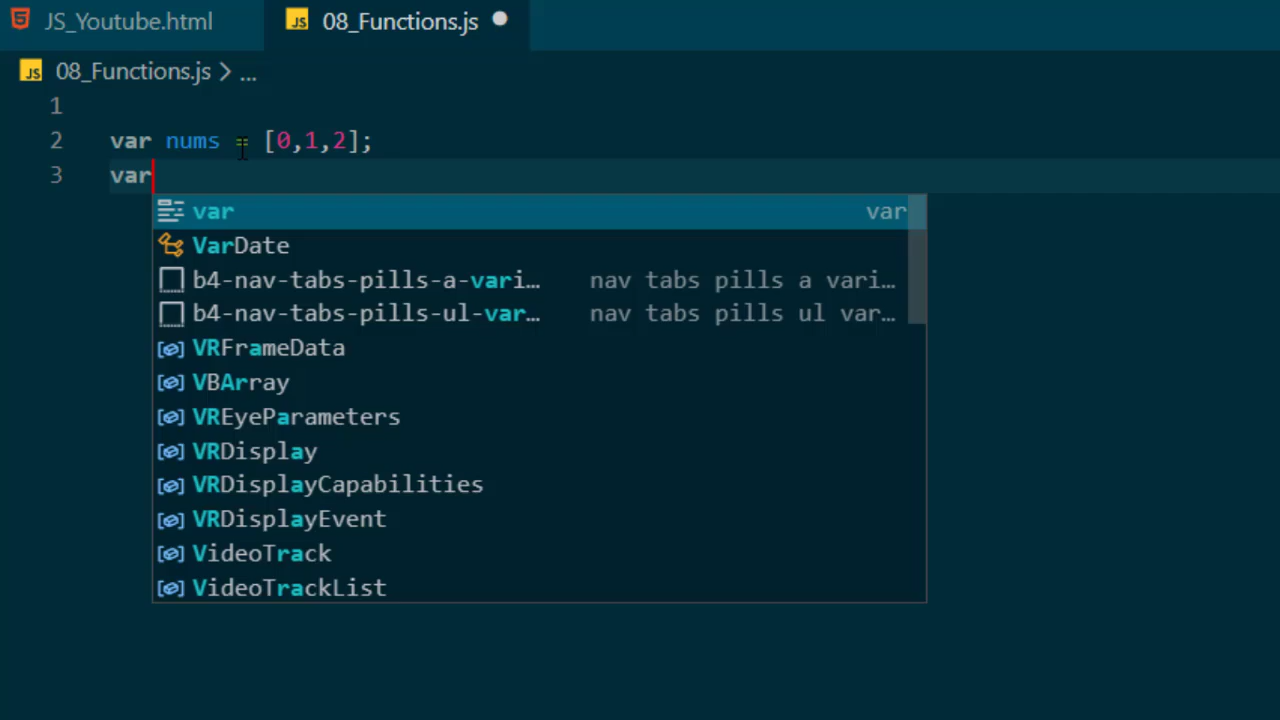 JS_Youtube.html
JS 08_Functions.js
JS 08_Functions.js > ...
1
2 var nums = [0,1,2];
3 var
var var
VarDate
b4-nav-tabs-pills-a-vari… nav tabs pills a vari…
b4-nav-tabs-pills-ul-var… nav tabs pills ul var…
VRFrameData
VBArray
VREyeParameters
VRDisplay
VRDisplayCapabilities
VRDisplayEvent
VideoTrack
VideoTrackList